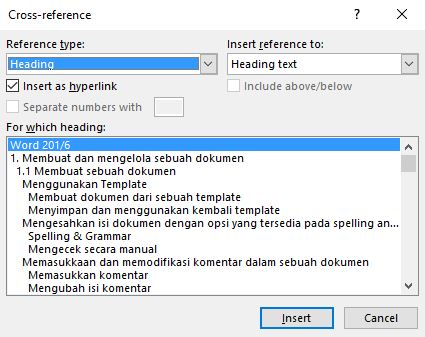 Cross-reference
Reference type:
Insert reference to:
Heading
Heading text
Insert as hyperlink
Include above/below
Separate numbers with
For which heading:
Word 201/6
1. Membuat dan mengelola sebuah dokumen
1.1 Membuat sebuah dokumen
Menggunakan Template
Membuat dokumen dari sebuah template
Menyimpan dan menggunakan kembali template
Mengesahkan isi dokumen dengan opsi yang tersedia pada spelling an...
Spelling & Grammar
Mengecek secara manual
Memasukkaan dan memodifikasi komentar dalam sebuah dokumen
Memasukkan komentar
Mengubah isi komentar
Insert
Cancel